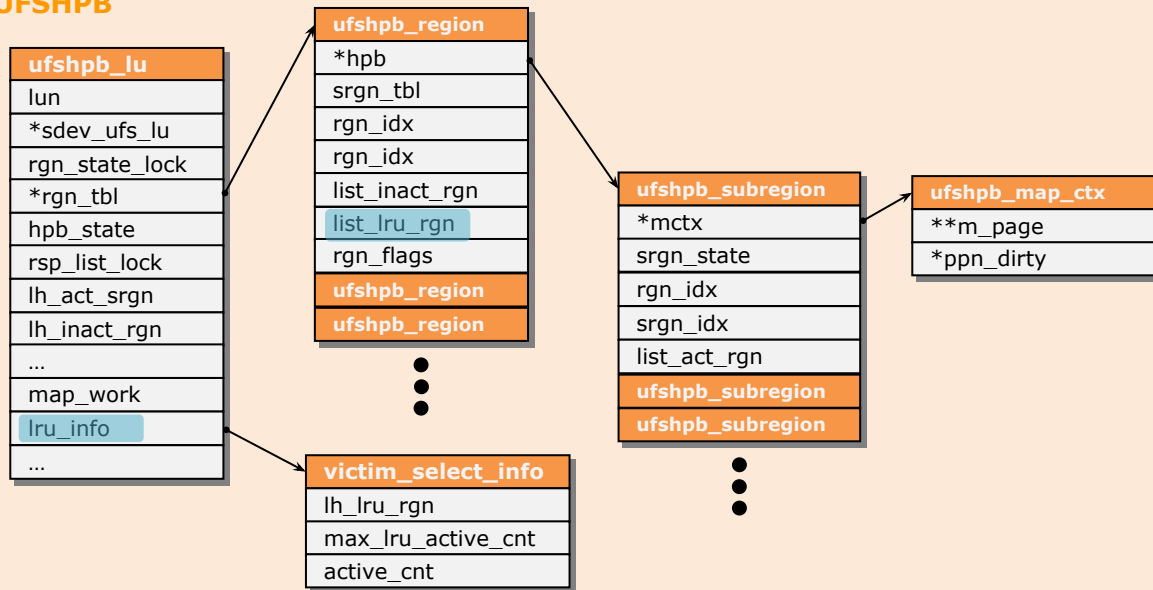 UFSHPB
ufshpb_lu
lun
*sdev_ufs_lu
rgn_state_lock
*rgn_tbl
hpb_state
rsp_list_lock
lh_act_srgn
lh_inact_rgn
...
map_work
lru_info
...
ufshpb_region
*hpb
srgn_tbl
rgn_idx
rgn_idx
list_inact_rgn
list_lru_rgn
rgn_flags
ufshpb_region
ufshpb_region
victim_select_info
lh_lru_rgn
max_lru_active_cnt
active_cnt
ufshpb_subregion
*mctx
srgn_state
rgn_idx
srgn_idx
list_act_rgn
ufshpb_subregion
ufshpb_subregion
ufshpb_map_ctx
**m_page
*ppn_dirty